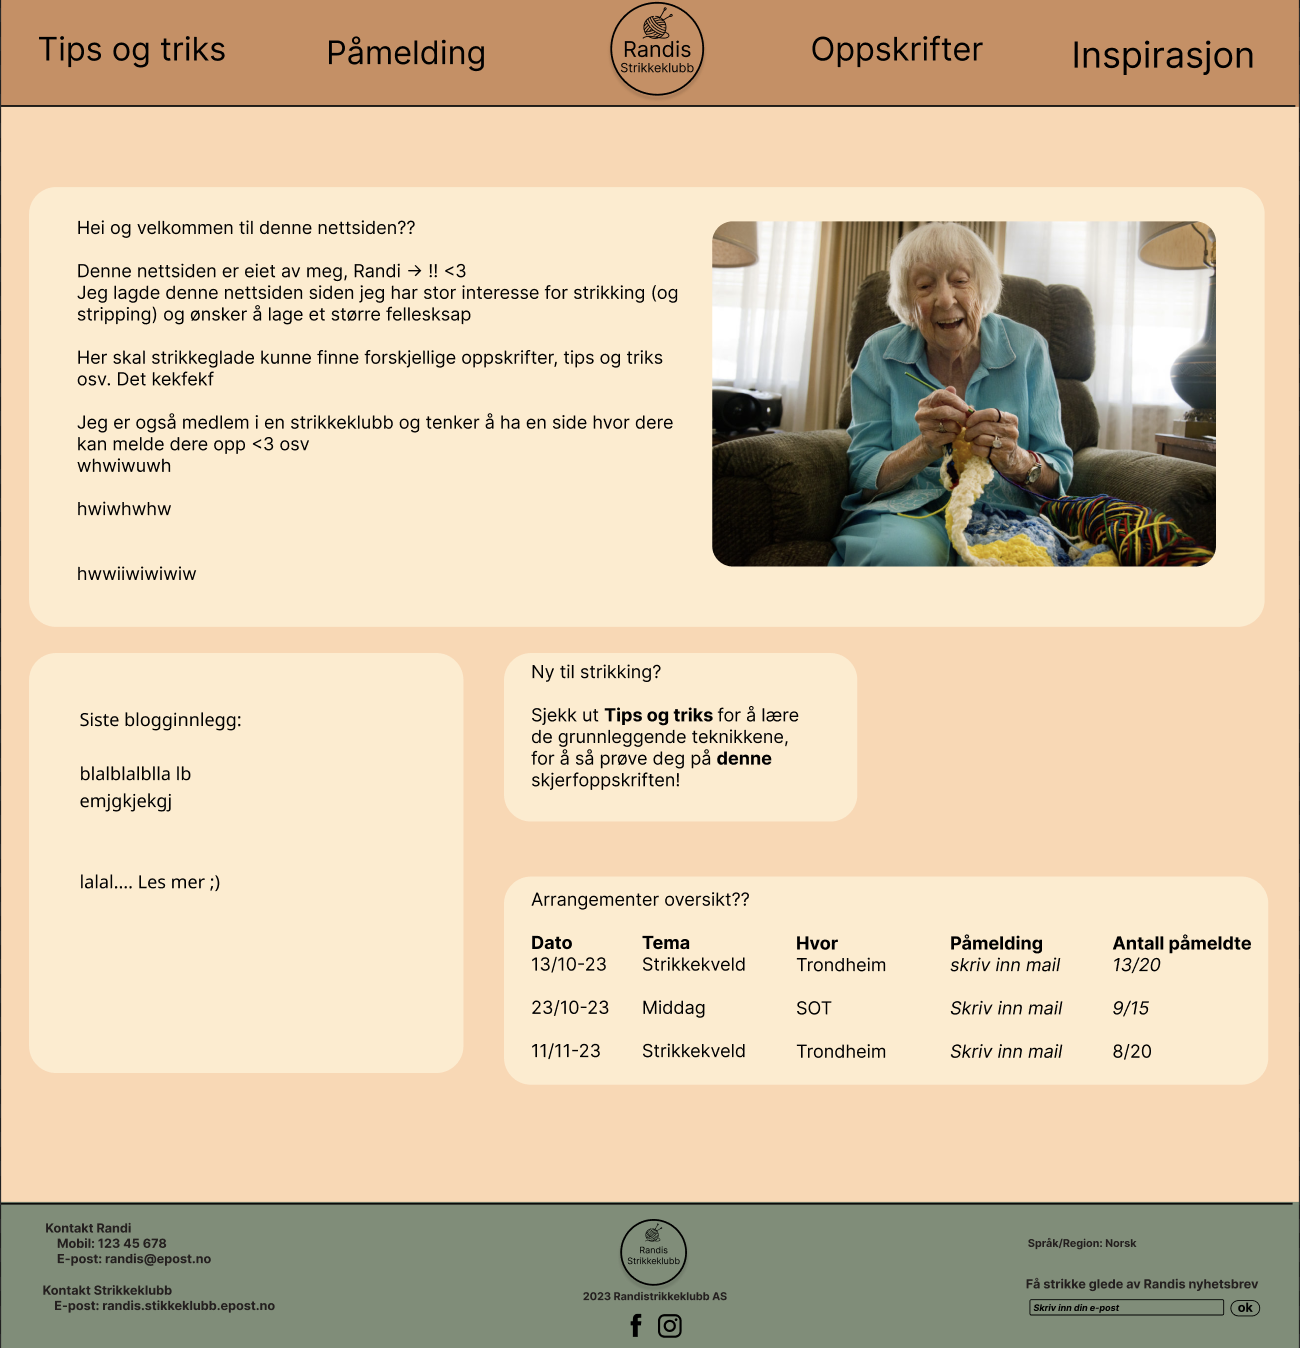 Tips og triks
Påmelding
Randis
Strikkeklubb
Oppskrifter
Inspirasjon
Hei og velkommen til denne nettsiden??
Denne nettsiden er eiet av meg, Randi -> !! <3
Jeg lagde denne nettsiden siden jeg har stor interesse for strikking (og
stripping) og ønsker å lage et større fellesksap
Her skal strikkeglade kunne finne forskjellige oppskrifter, tips og triks
osv. Det kekfekf
Jeg er også medlem i en strikkeklubb og tenker å ha en side hvor dere
kan melde dere opp <3 osv
whwiwuwh
hwiwhwhw
hwwiiwiwiwiw
Siste blogginnlegg:
blalblalblla lb
emjgkjekgj
lalal.... Les mer ;)
Ny til strikking?
Sjekk ut Tips og triks for å lære
de grunnleggende teknikkene,
for å så prøve deg på denne
skjerfoppskriften!
Arrangementer oversikt??
Dato Tema Hvor Påmelding Antall påmeldte
13/10-23 Strikkekveld Trondheim skriv inn mail 13/20
23/10-23 Middag SOT Skriv inn mail 9/15
11/11-23 Strikkekveld Trondheim Skriv inn mail 8/20
Kontakt Randi
Mobil: 123 45 678
E-post: randis@epost.no
Kontakt Strikkeklubb
E-post: randis.stikkeklubb.epost.no
Randis
Strikkeklubb
2023 Randistrikkeklubb AS
Språk/Region: Norsk
Få strikke glede av Randis nyhetsbrev
Skriv inn din e-post
ok